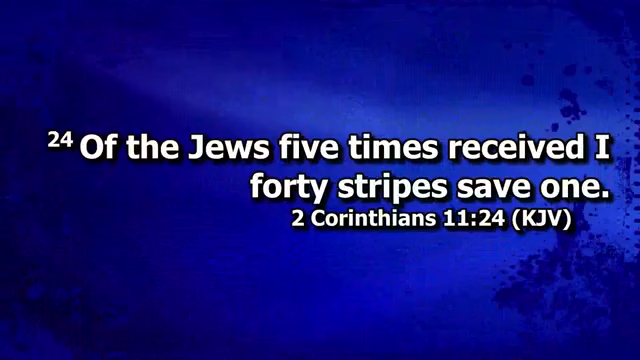 24 Of the Jews five times received I
forty stripes save one.
2 Corinthians 11:24 (KJV)